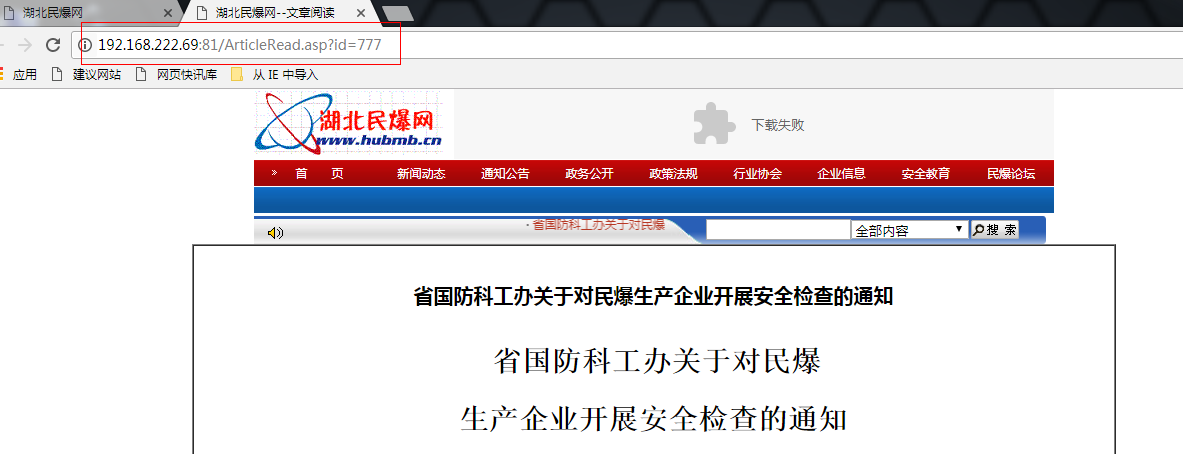 湖北民爆网
湖北民爆网--文章阅读
192.168.222.69:81/ArticleRead.asp?id=777
应用 建议网站 网页快讯库 从 IE 中导入
湖北民爆网
www.hubmb.cn
下载失败
» 首 页 新闻动态 通知公告 政务公开 政策法规 行业协会 企业信息 安全教育 民爆论坛
· 省国防科工办关于对民爆
全部内容
搜 索
省国防科工办关于对民爆生产企业开展安全检查的通知
省国防科工办关于对民爆
生产企业开展安全检查的通知